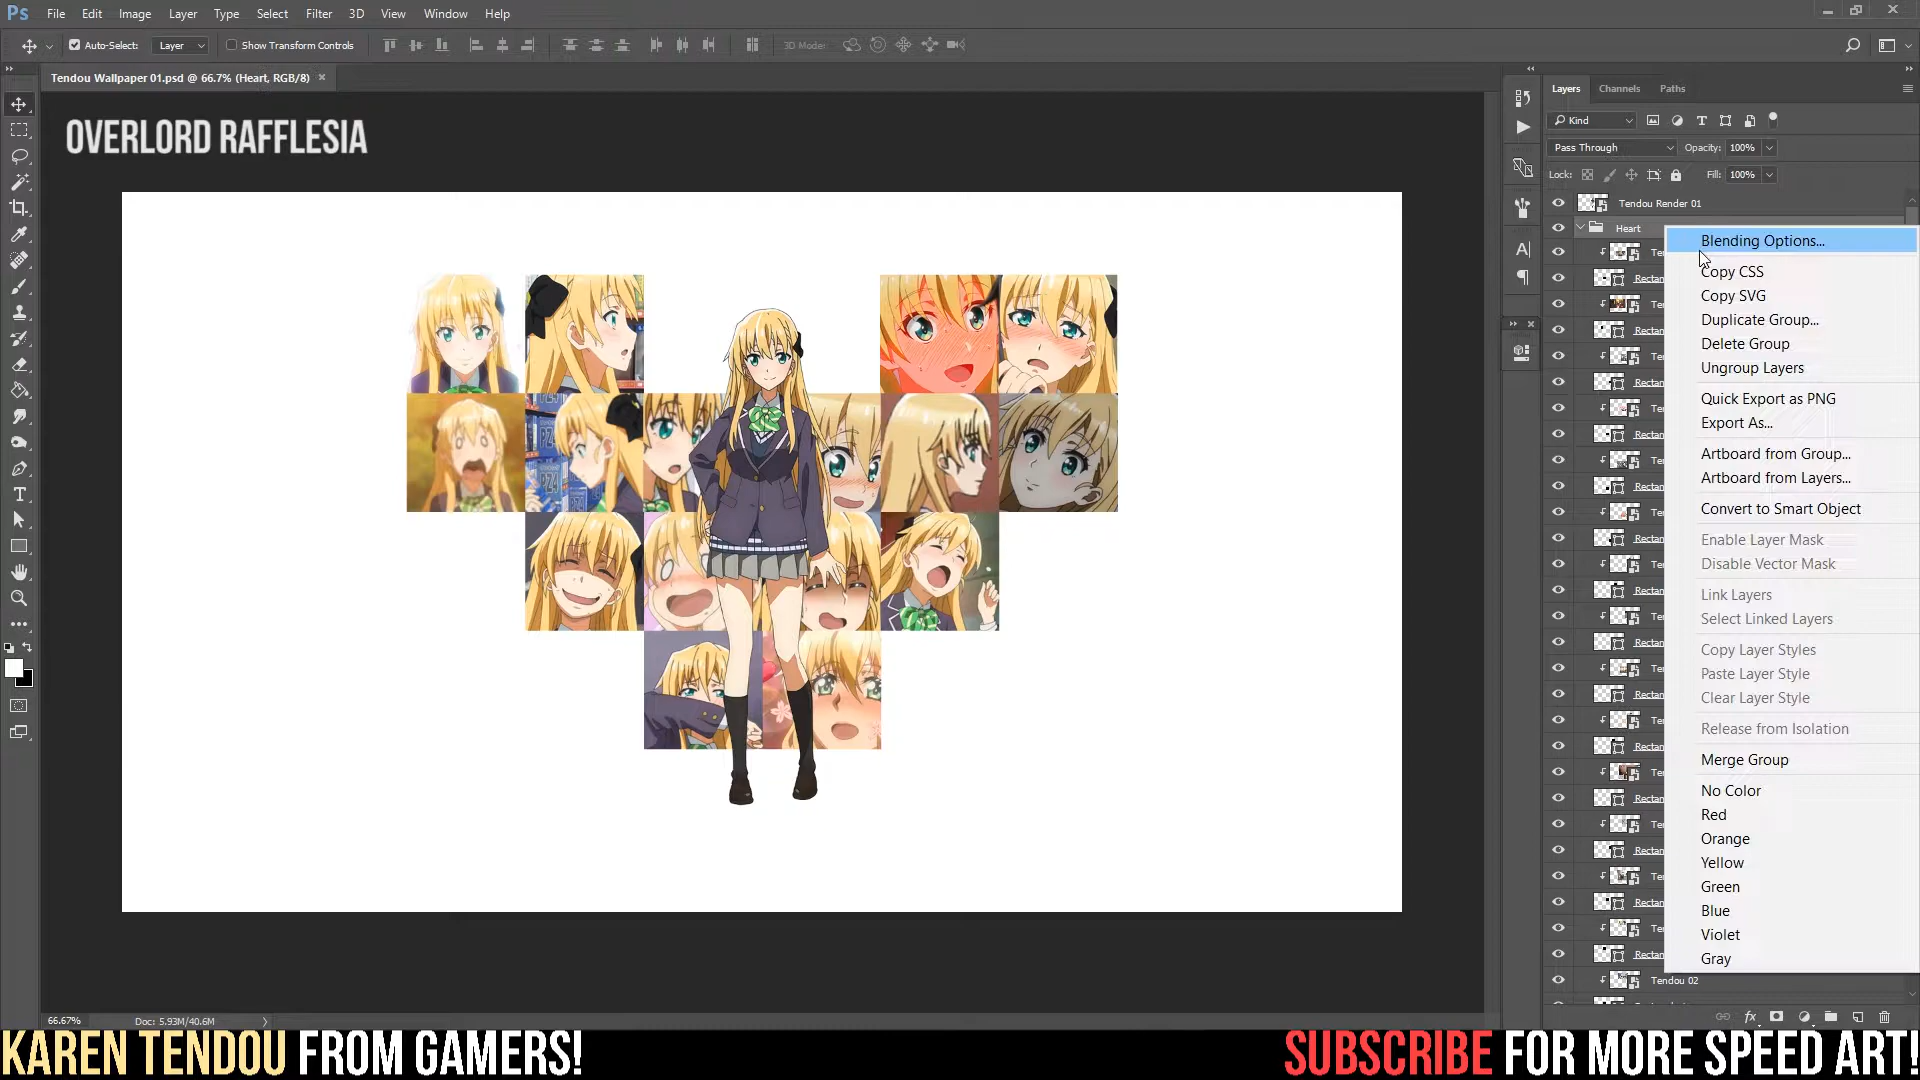 Ps File Edit Image Layer Type Select Filter 3D View Window Help
Auto-Select: Layer Show Transform Controls 3D Mode:
Tendou Wallpaper 01.psd @ 66.7% (Heart, RGB/8) ×
OVERLORD RAFFLESIA
Layers Channels Paths
Kind
Pass Through Opacity: 100%
Lock: Fill: 100%
Tendou Render 01
Heart
Blending Options...
Copy CSS
Copy SVG
Duplicate Group...
Delete Group
Ungroup Layers
Quick Export as PNG
Export As...
Artboard from Group...
Artboard from Layers...
Convert to Smart Object
Enable Layer Mask
Disable Vector Mask
Link Layers
Select Linked Layers
Copy Layer Styles
Paste Layer Style
Clear Layer Style
Release from Isolation
Merge Group
No Color
Red
Orange
Yellow
Green
Blue
Violet
Gray
Tendou 02
66.67% Doc: 5.93M/40.6M
KAREN TENDOU FROM GAMERS!
SUBSCRIBE FOR MORE SPEED ART!